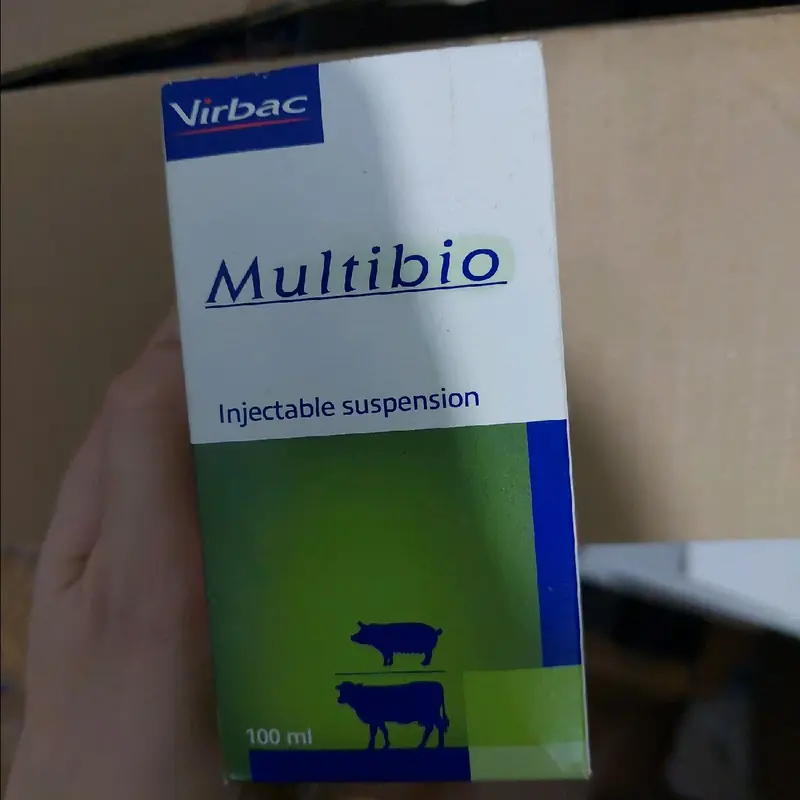 Virbac
Multibio
Injectable suspension
100 ml